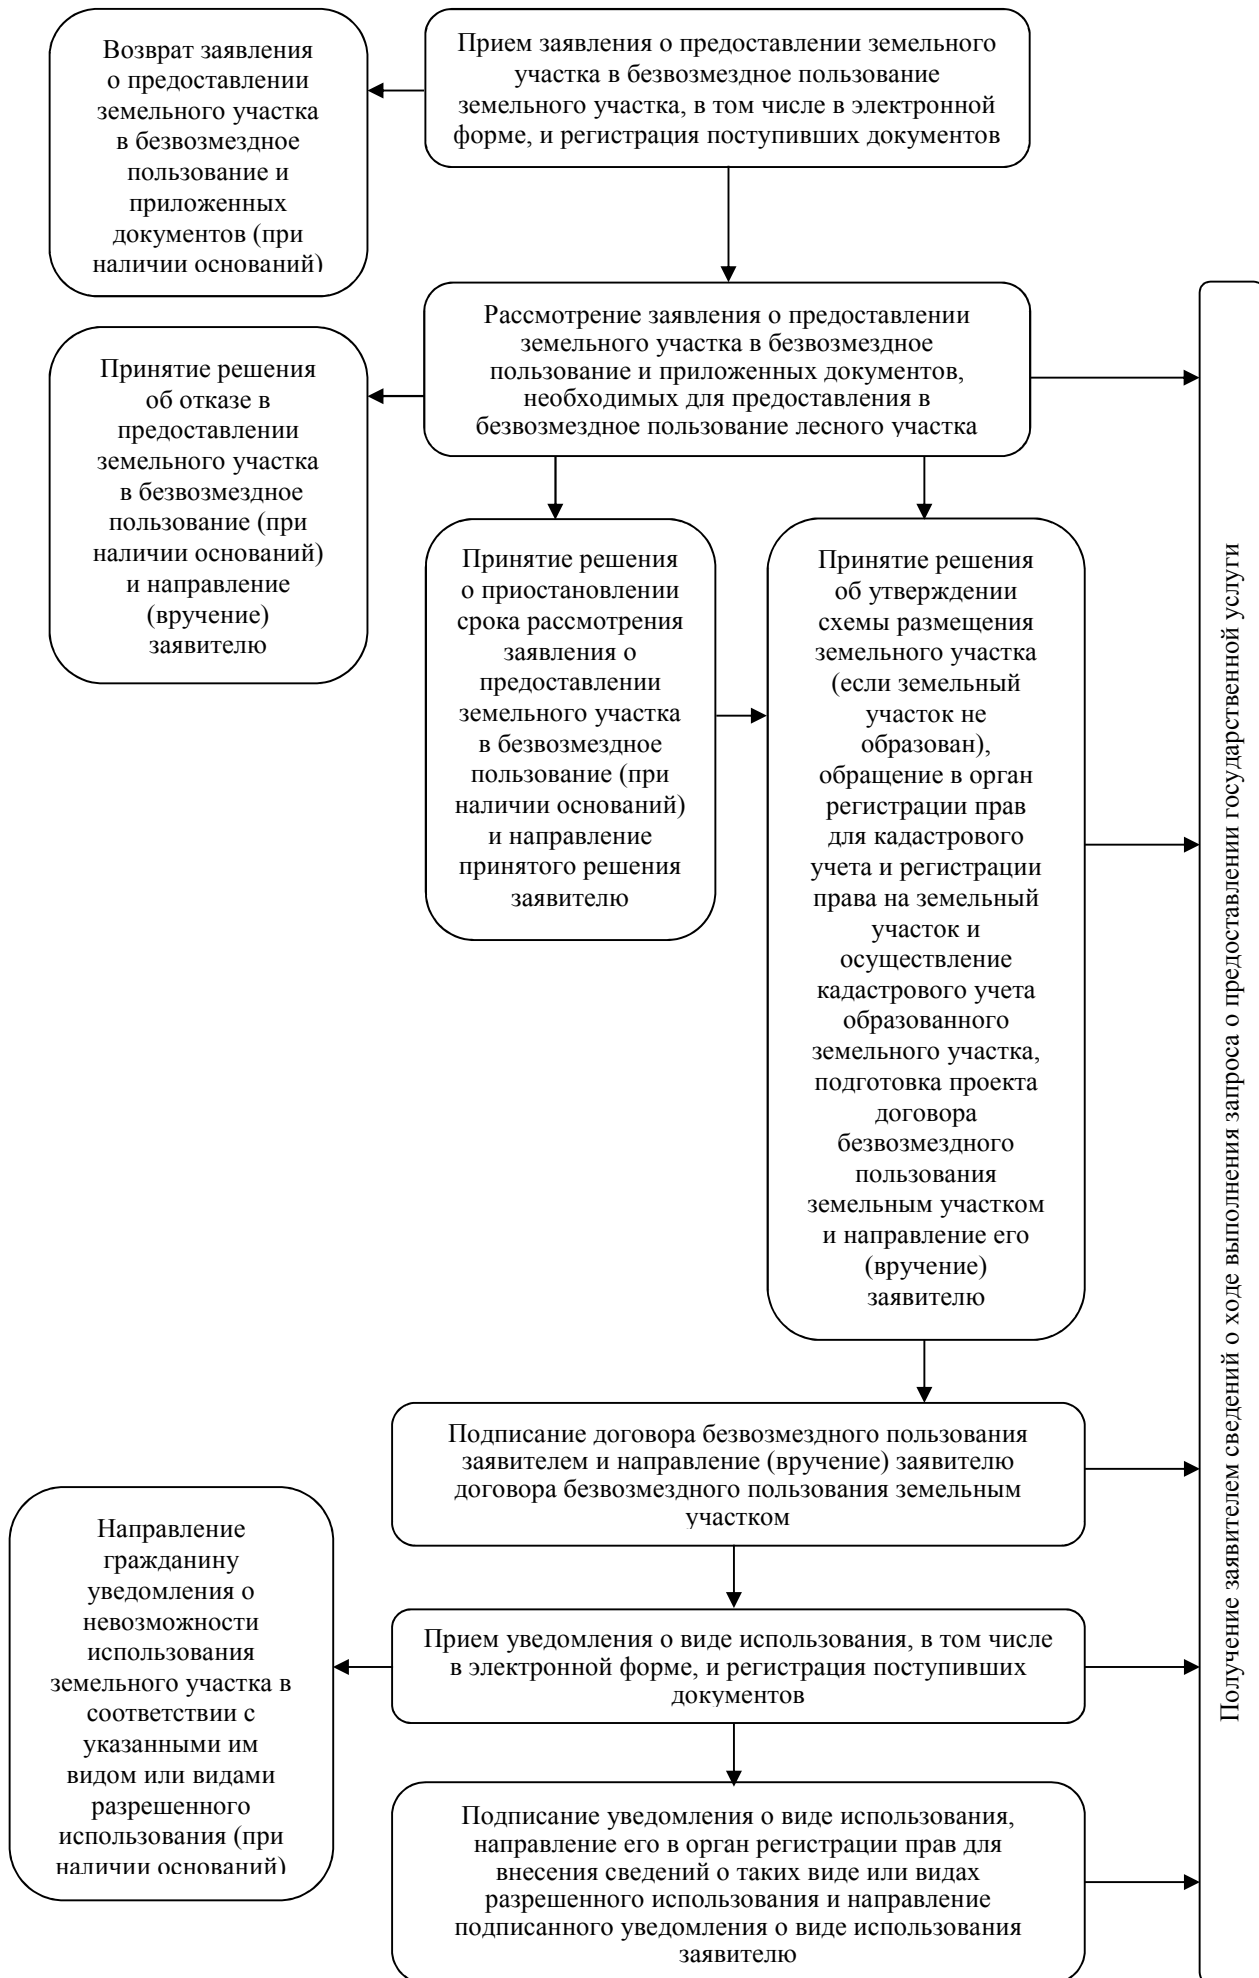 Возврат заявления
о предоставлении
земельного участка
в безвозмездное
пользование и
приложенных
документов (при
наличии оснований)
Прием заявления о предоставлении земельного
участка в безвозмездное пользование
земельного участка, в том числе в электронной
форме, и регистрация поступивших документов
Рассмотрение заявления о предоставлении
земельного участка в безвозмездное
пользование и приложенных документов,
необходимых для предоставления в
безвозмездное пользование лесного участка
Принятие решения
об отказе в
предоставлении
земельного участка
в безвозмездное
пользование (при
наличии оснований)
и направление
(вручение)
заявителю
Принятие решения
о приостановлении
срока рассмотрения
заявления о
предоставлении
земельного участка
в безвозмездное
пользование (при
наличии оснований)
и направление
принятого решения
заявителю
Принятие решения
об утверждении
схемы размещения
земельного участка
(если земельный
участок не
образован),
обращение в орган
регистрации прав
для кадастрового
учета и регистрации
права на земельный
участок и
осуществление
кадастрового учета
образованного
земельного участка,
подготовка проекта
договора
безвозмездного
пользования
земельным участком
и направление его
(вручение)
заявителю
Подписание договора безвозмездного пользования
заявителем и направление (вручение) заявителю
договора безвозмездного пользования земельным
участком
Направление
гражданину
уведомления о
невозможности
использования
земельного участка в
соответствии с
указанными им
видом или видами
разрешенного
использования (при
наличии оснований)
Прием уведомления о виде использования, в том числе
в электронной форме, и регистрация поступивших
документов
Подписание уведомления о виде использования,
направление его в орган регистрации прав для
внесения сведений о таких виде или видах
разрешенного использования и направление
подписанного уведомления о виде использования
заявителю
Получение заявителем сведений о ходе выполнения запроса о предоставлении государственной услуги